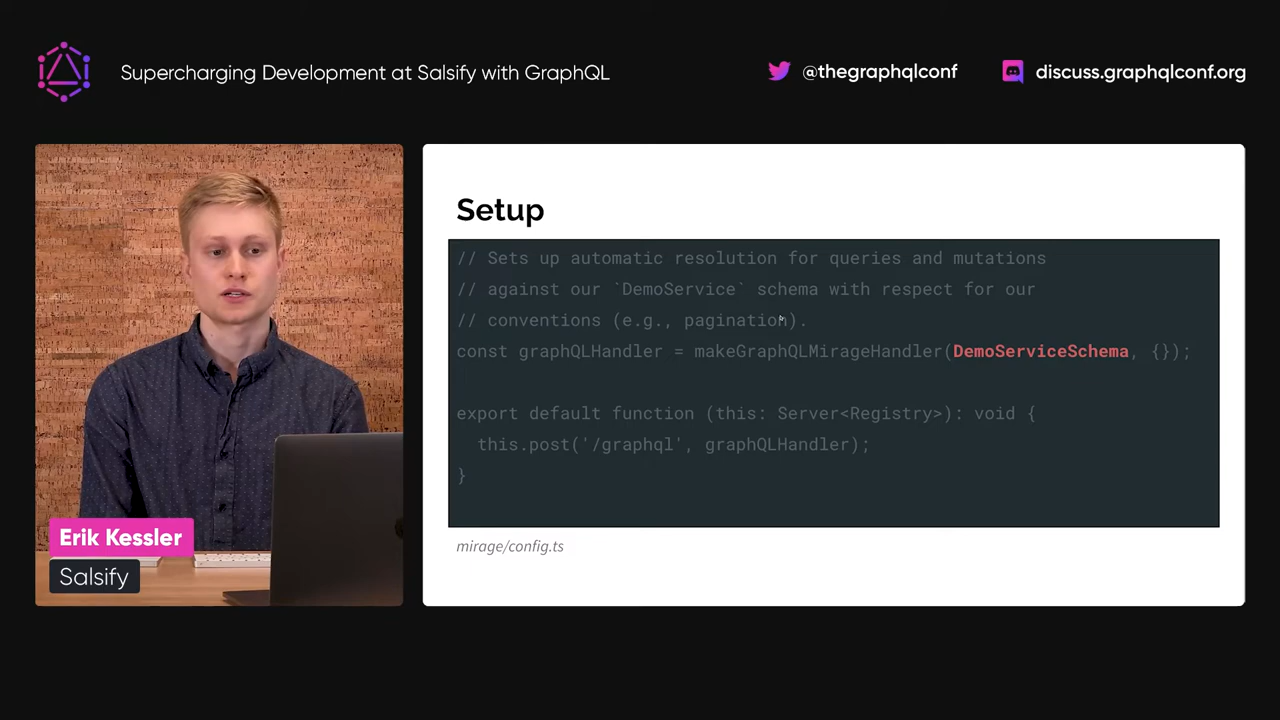 Supercharging Development at Salsify with GraphQL
@thegraphqlconf
discuss.graphqlconf.org
Setup
// Sets up automatic resolution for queries and mutations
// against our `DemoService` schema with respect for our
// conventions (e.g., pagination).
const graphQLHandler = makeGraphQLMirageHandler(DemoServiceSchema, {});
export default function (this: Server<Registry>): void {
this.post('/graphql', graphQLHandler);
}
mirage/config.ts
Erik Kessler
Salsify